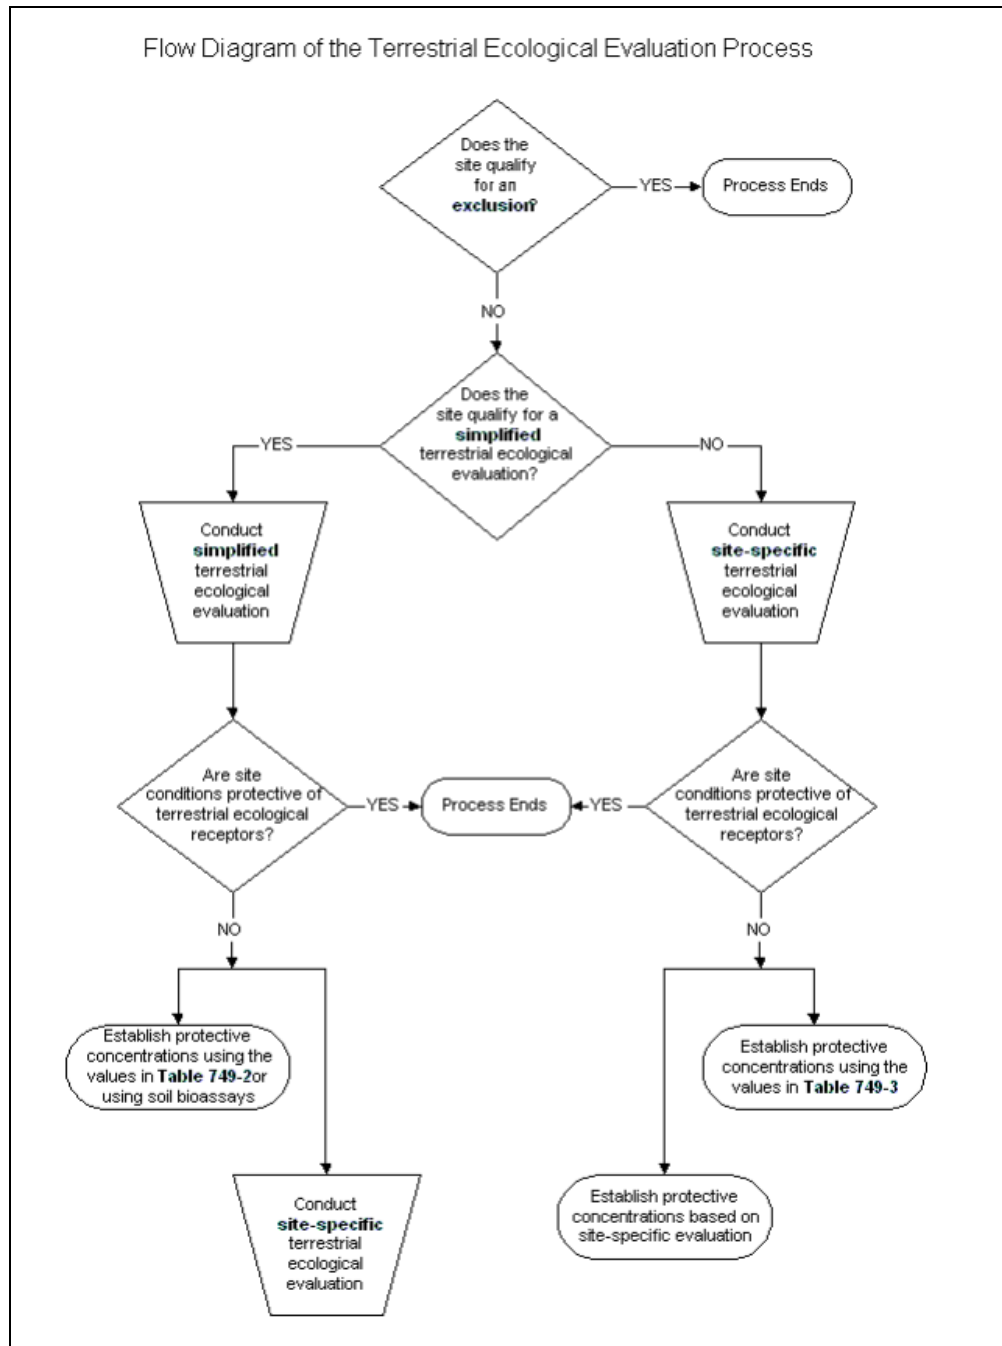 Flow Diagram of the Terrestrial Ecological Evaluation Process
Does the
site qualify
for an
exclusion?
YES
Process Ends
NO
Does the
site qualify for a
simplified
terrestrial ecological
evaluation?
YES
NO
Conduct
simplified
terrestrial
ecological
evaluation
Conduct
site-specific
terrestrial
ecological
evaluation
Are site
conditions protective of
terrestrial ecological
receptors?
YES
Process Ends
YES
Are site
conditions protective of
terrestrial ecological
receptors?
NO
NO
Establish protective
concentrations using the
values in Table 749-2or
using soil bioassays
Establish protective
concentrations using the
values in Table 749-3
Conduct
site-specific
terrestrial
ecological
evaluation
Establish protective
concentrations based on
site-specific evaluation